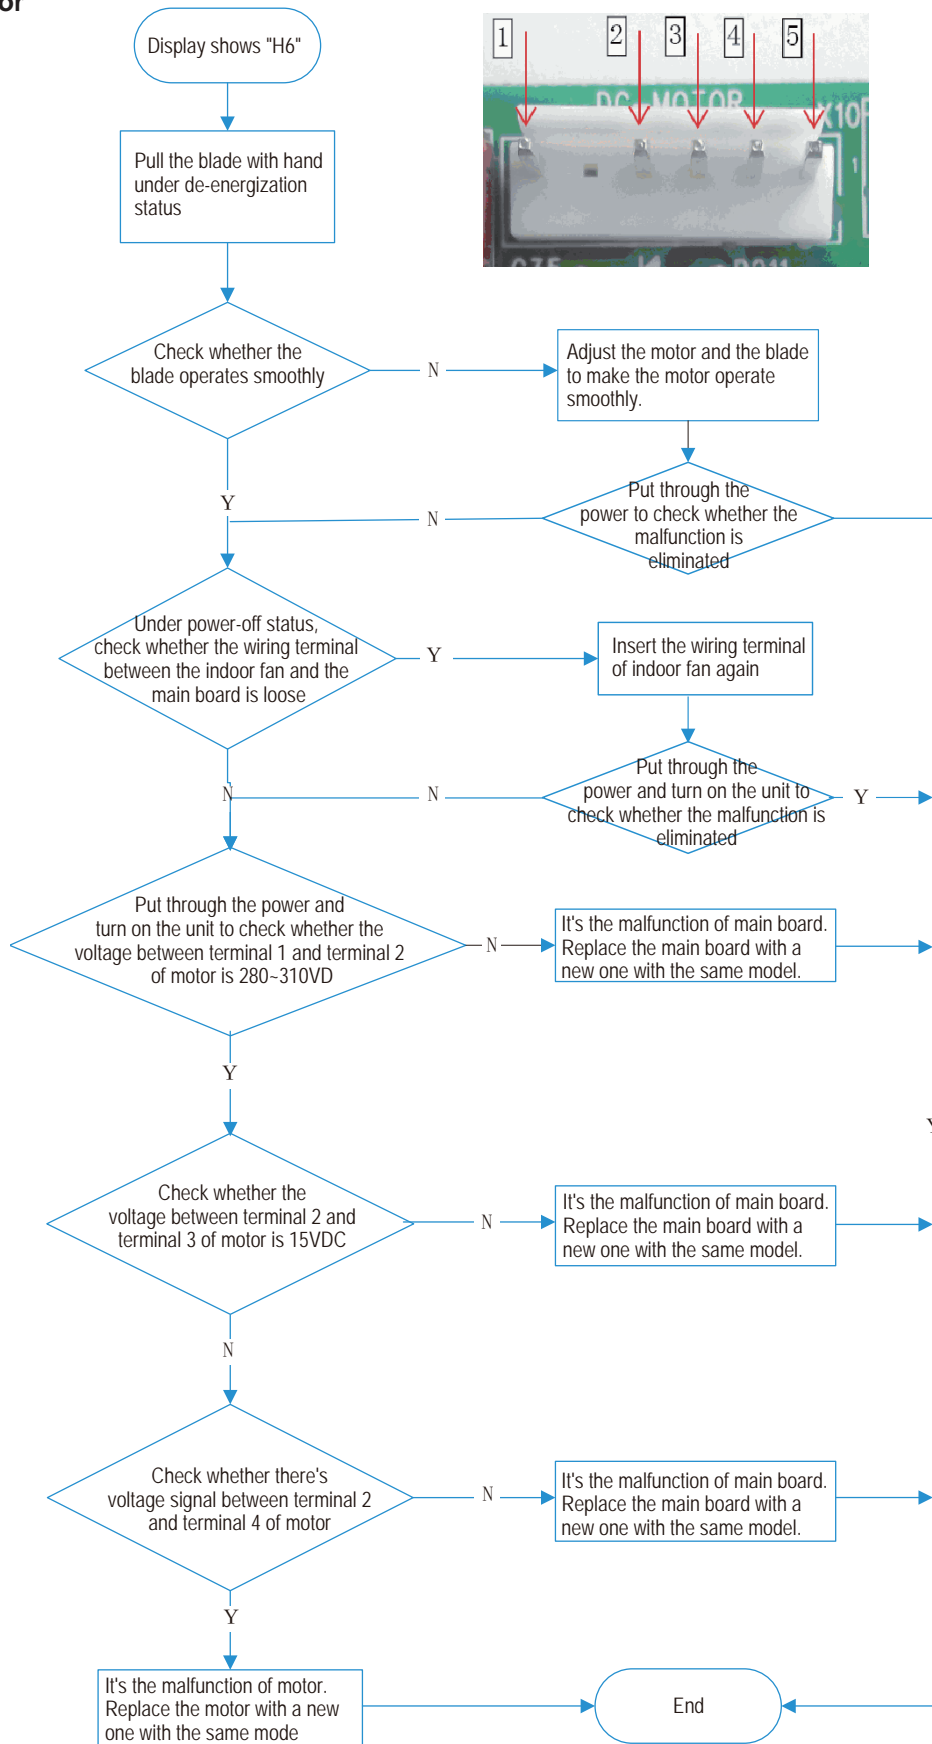 or
Display shows "H6"
1 2 3 4 5
DC MOTOR
X10
1
Pull the blade with hand
under de-energization
status
Check whether the
blade operates smoothly
N
Adjust the motor and the blade
to make the motor operate
smoothly.
Y
Put through the
power to check whether the
malfunction is
eliminated
N
Under power-off status,
check whether the wiring terminal
between the indoor fan and the
main board is loose
Y
Insert the wiring terminal
of indoor fan again
N
Put through the
power and turn on the unit to
check whether the malfunction is
eliminated
N
Y
Put through the power and
turn on the unit to check whether the
voltage between terminal 1 and terminal 2
of motor is 280~310VD
N
It's the malfunction of main board.
Replace the main board with a
new one with the same model.
Y
Y
Check whether the
voltage between terminal 2 and
terminal 3 of motor is 15VDC
N
It's the malfunction of main board.
Replace the main board with a
new one with the same model.
N
Check whether there's
voltage signal between terminal 2
and terminal 4 of motor
N
It's the malfunction of main board.
Replace the main board with a
new one with the same model.
Y
It's the malfunction of motor.
Replace the motor with a new
one with the same mode
End